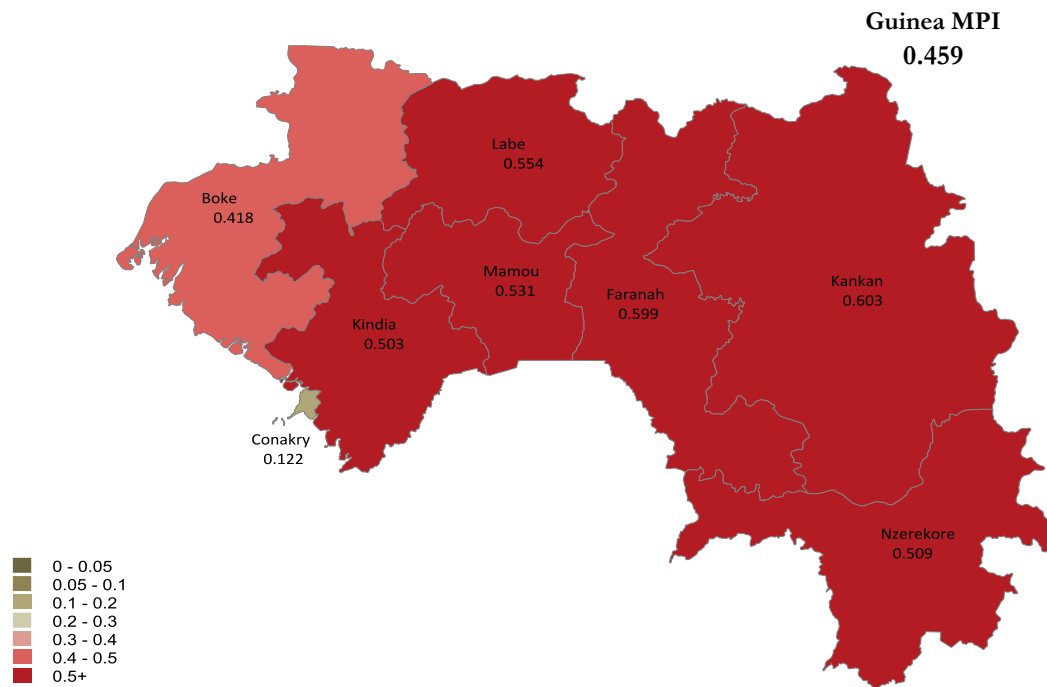 Guinea MPI
0.459
Labe
0.554
Boke
0.418
Mamou
0.531
Faranah
0.599
Kankan
0.603
Kindia
0.503
Conakry
0.122
Nzerekore
0.509
0 - 0.05
0.05 - 0.1
0.1 - 0.2
0.2 - 0.3
0.3 - 0.4
0.4 - 0.5
0.5+